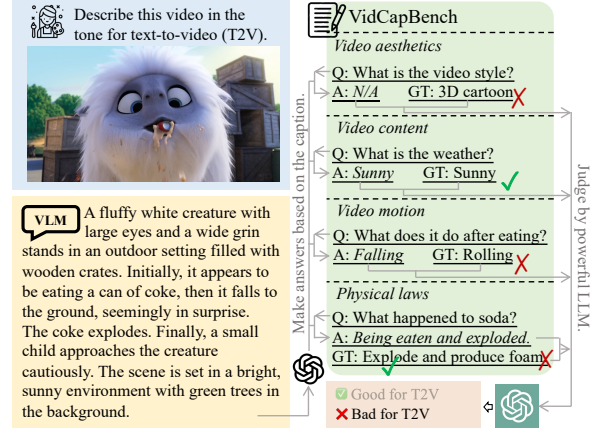 Describe this video in the
tone for text-to-video (T2V).
VLM
A fluffy white creature with
large eyes and a wide grin
stands in an outdoor setting filled with
wooden crates. Initially, it appears to
be eating a can of coke, then it falls to
the ground, seemingly in surprise.
The coke explodes. Finally, a small
child approaches the creature
cautiously. The scene is set in a bright,
sunny environment with green trees in
the background.
Make answers based on the caption.
VidCapBench
Video aesthetics
Q: What is the video style?
A: N/A GT: 3D cartoon
Video content
Q: What is the weather?
A: Sunny GT: Sunny
Video motion
Q: What does it do after eating?
A: Falling GT: Rolling
Physical laws
Q: What happened to soda?
A: Being eaten and exploded.
GT: Explode and produce foam
Judge by powerful LLM.
Good for T2V
Bad for T2V